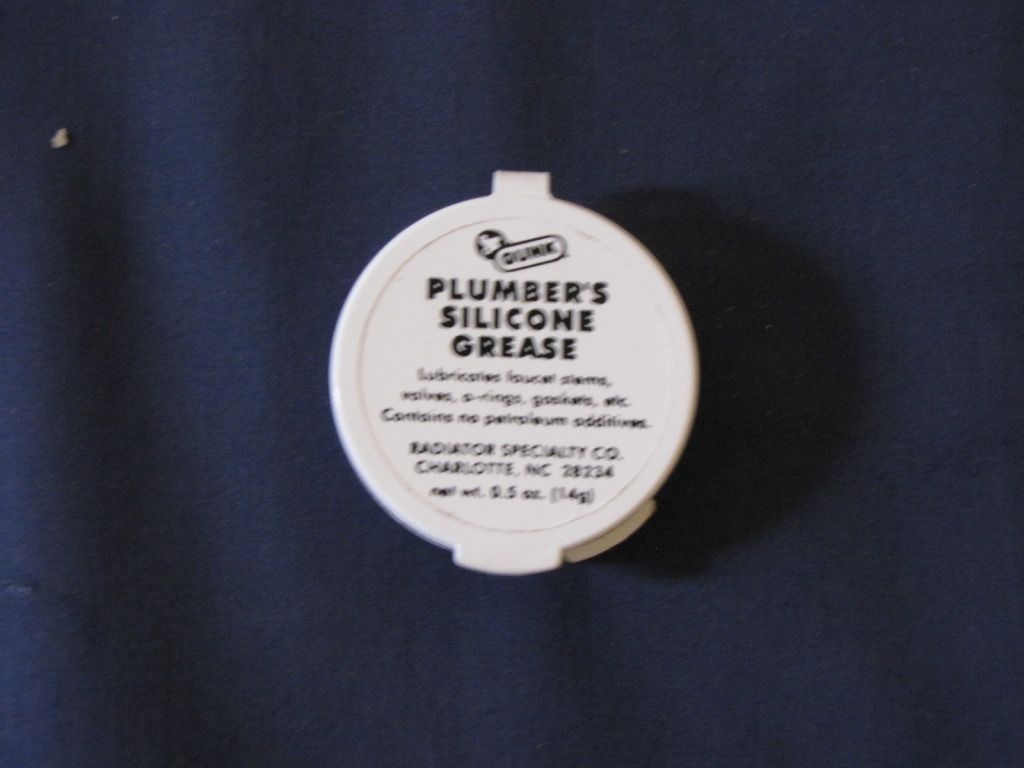 GUNK
PLUMBER'S
SILICONE
GREASE
Lubricates faucet stems,
valves, o-rings, gaskets, etc.
Contains no petroleum additives.
RADIATOR SPECIALTY CO.
CHARLOTTE, NC 28234
net wt. 0.5 oz. (14g)